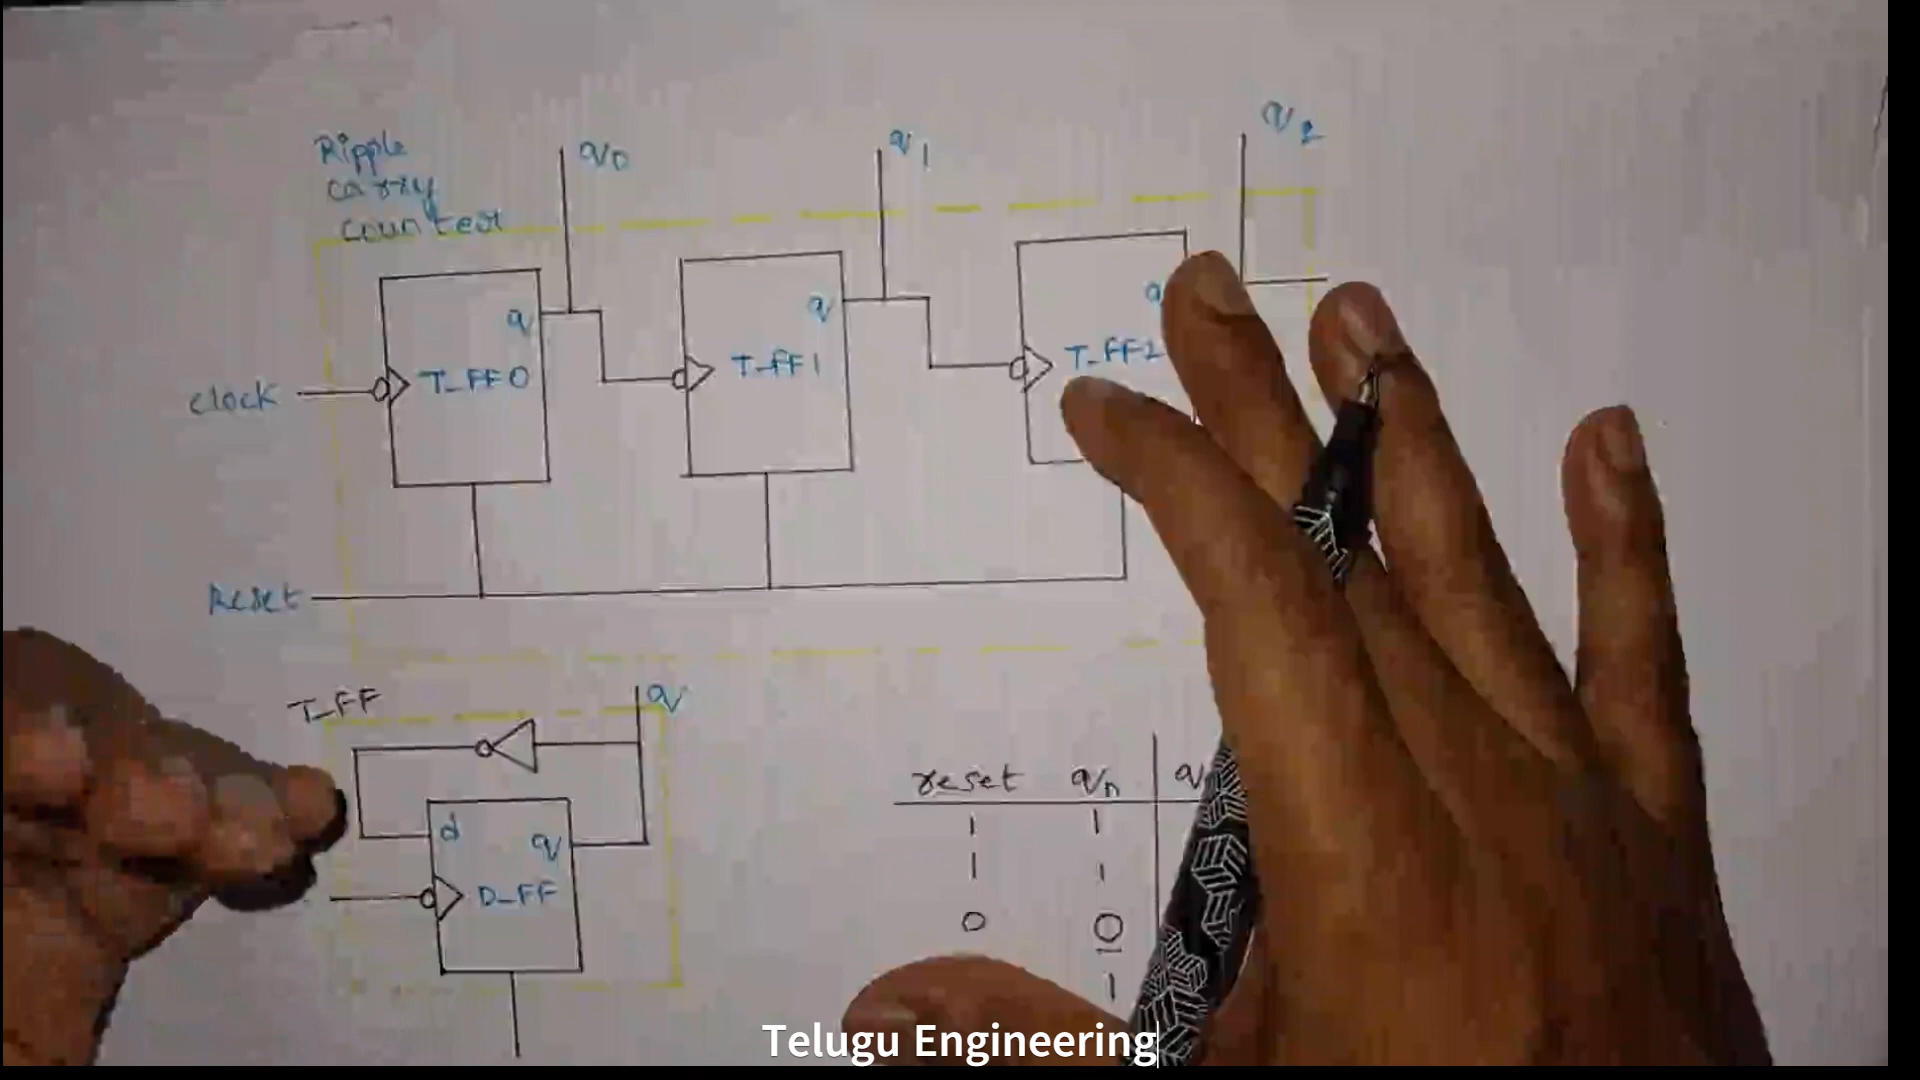 Ripple
carry
counter
q0
q1
q2
q
q
q
T_FF0
T_FF1
T_FF2
clock
Reset
T_FF
q
d
q
D_FF
reset qn q
1 1
1 1
0 0
Telugu Engineering